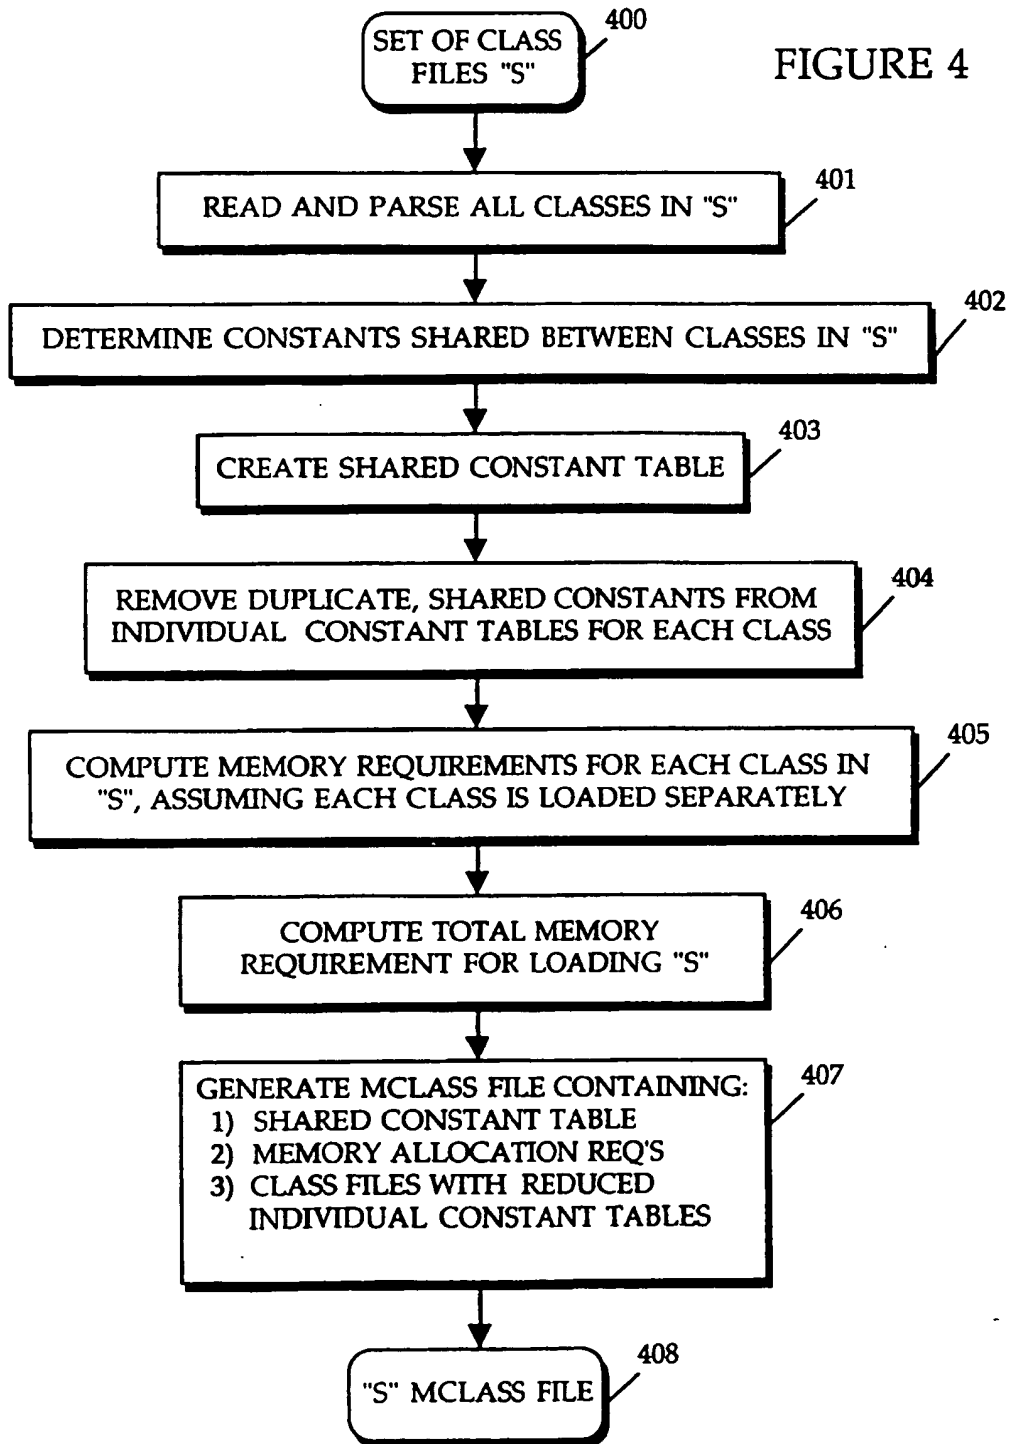 400
SET OF CLASS
FILES "S"
FIGURE 4
401
READ AND PARSE ALL CLASSES IN "S"
402
DETERMINE CONSTANTS SHARED BETWEEN CLASSES IN "S"
403
CREATE SHARED CONSTANT TABLE
404
REMOVE DUPLICATE, SHARED CONSTANTS FROM
INDIVIDUAL CONSTANT TABLES FOR EACH CLASS
405
COMPUTE MEMORY REQUIREMENTS FOR EACH CLASS IN
"S", ASSUMING EACH CLASS IS LOADED SEPARATELY
406
COMPUTE TOTAL MEMORY
REQUIREMENT FOR LOADING "S"
407
GENERATE MCLASS FILE CONTAINING:
1) SHARED CONSTANT TABLE
2) MEMORY ALLOCATION REQ'S
3) CLASS FILES WITH REDUCED
INDIVIDUAL CONSTANT TABLES
408
"S" MCLASS FILE